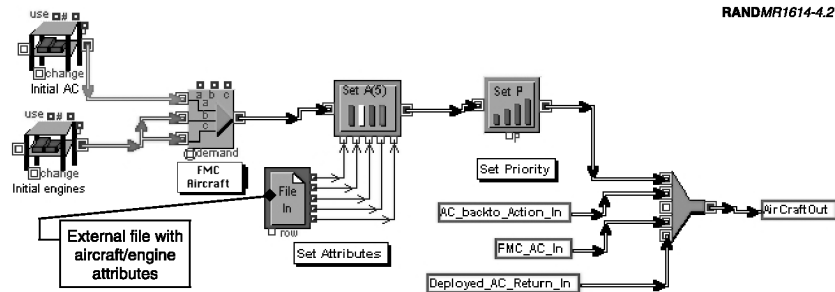 RANDMR1614-4.2
use #
change
Initial AC
use #
change
Initial engines
a b c
a
b
c
demand
FMC
Aircraft
Set A(5)
Set P
p
Set Priority
File
In
row
Set Attributes
External file with
aircraft/engine
attributes
AC_backto_Action_In
FMC_AC_In
Deployed_AC_Return_In
AirCraftOut